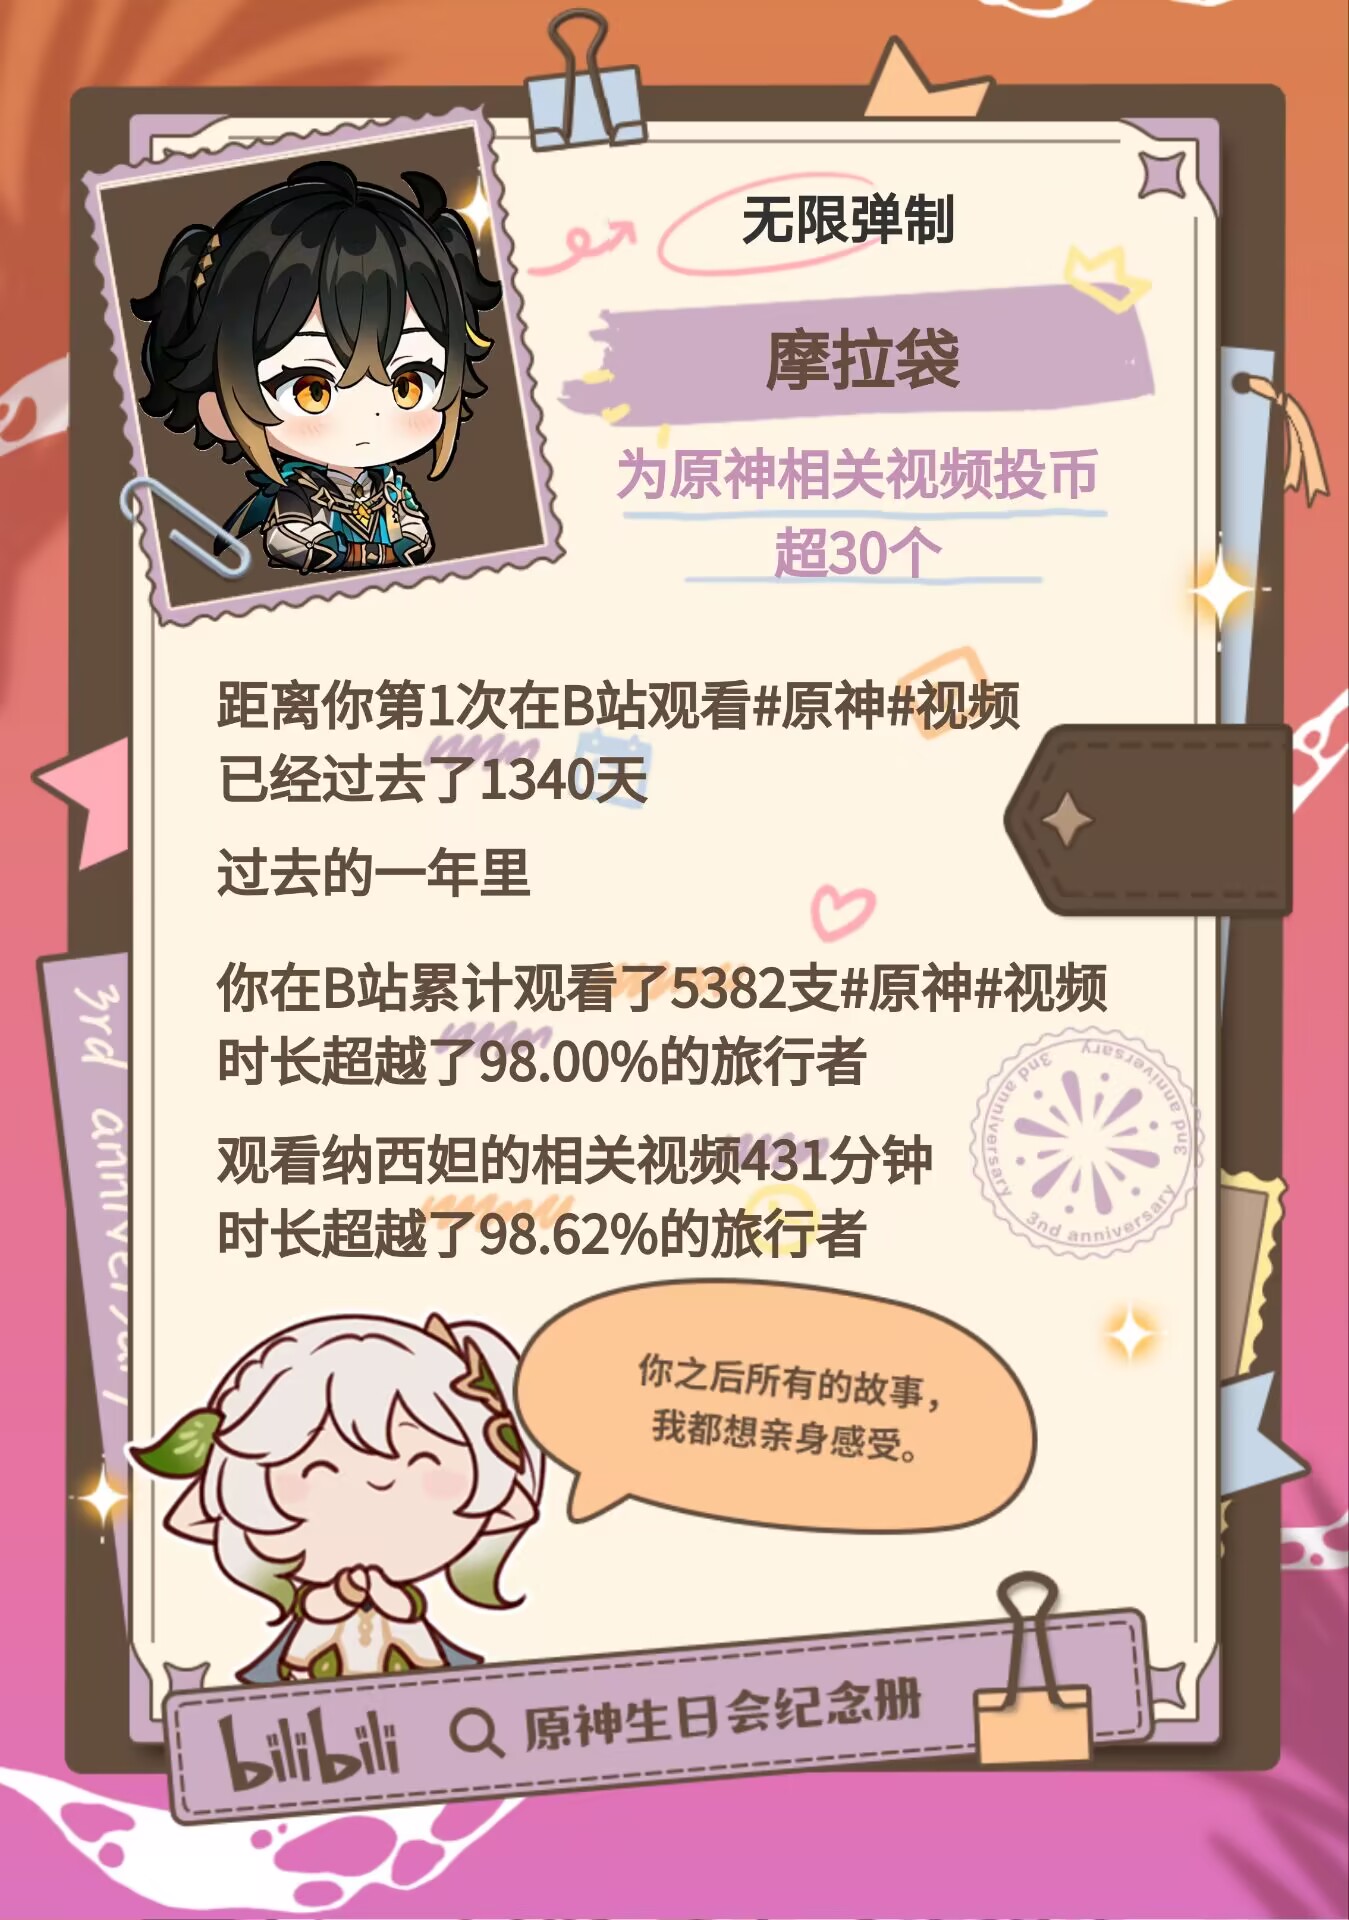 无限弹制
摩拉袋
为原神相关视频投币
超30个
距离你第1次在B站观看#原神#视频
已经过去了1340天
过去的一年里
你在B站累计观看了5382支#原神#视频
时长超越了98.00%的旅行者
观看纳西妲的相关视频431分钟
时长超越了98.62%的旅行者
3rd anniversary
3nd anniversary 3nd anniversary 3nd anniversary
你之后所有的故事，
我都想亲身感受。
bilibili 原神生日会纪念册